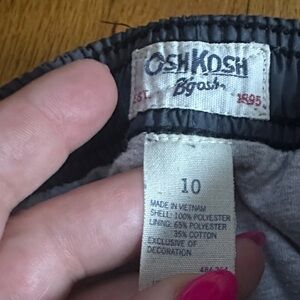 OSHKOSH
B'gosh
EST. 1895
10
MADE IN VIETNAM
SHELL: 100% POLYESTER
LINING: 65% POLYESTER
35% COTTON
EXCLUSIVE OF
DECORATION